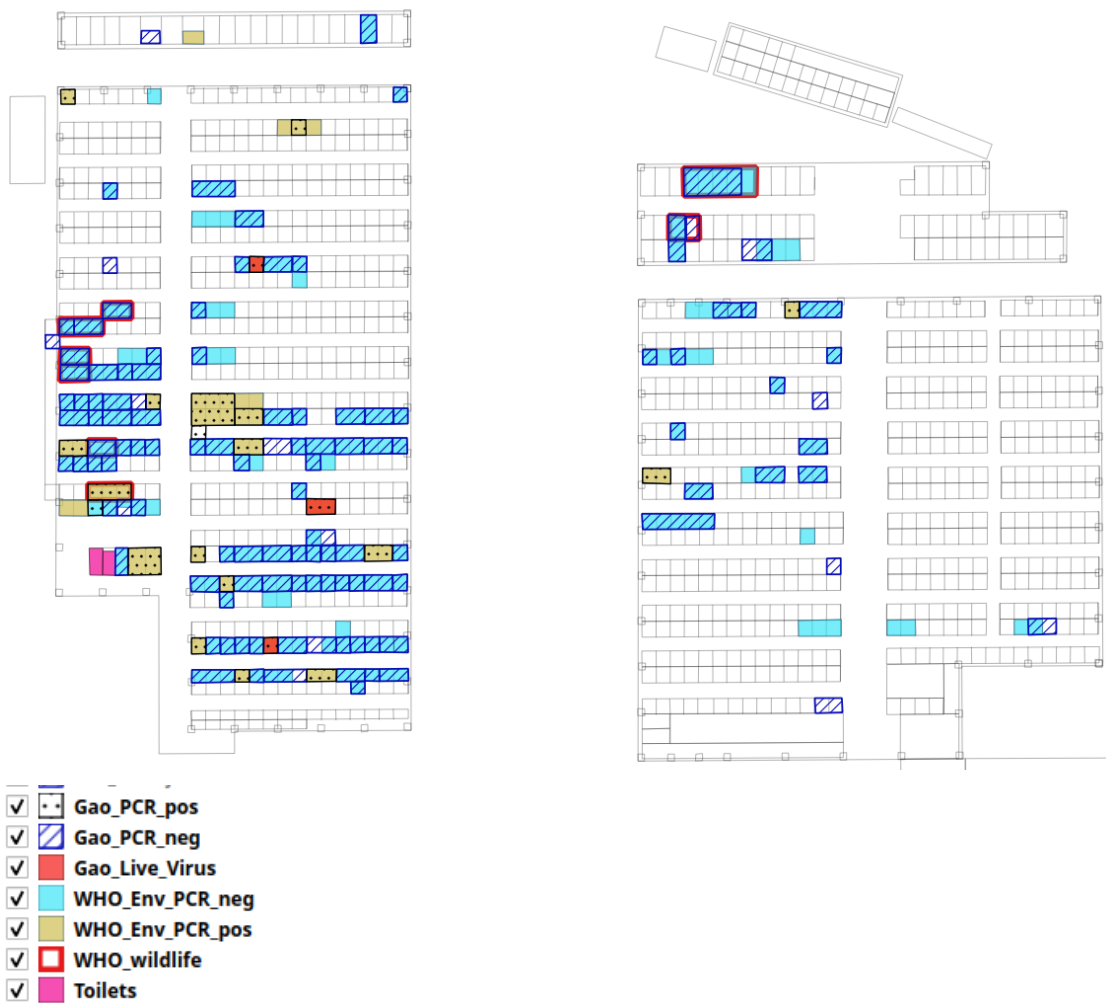 Gao_PCR_pos
Gao_PCR_neg
Gao_Live_Virus
WHO_Env_PCR_neg
WHO_Env_PCR_pos
WHO_wildlife
Toilets